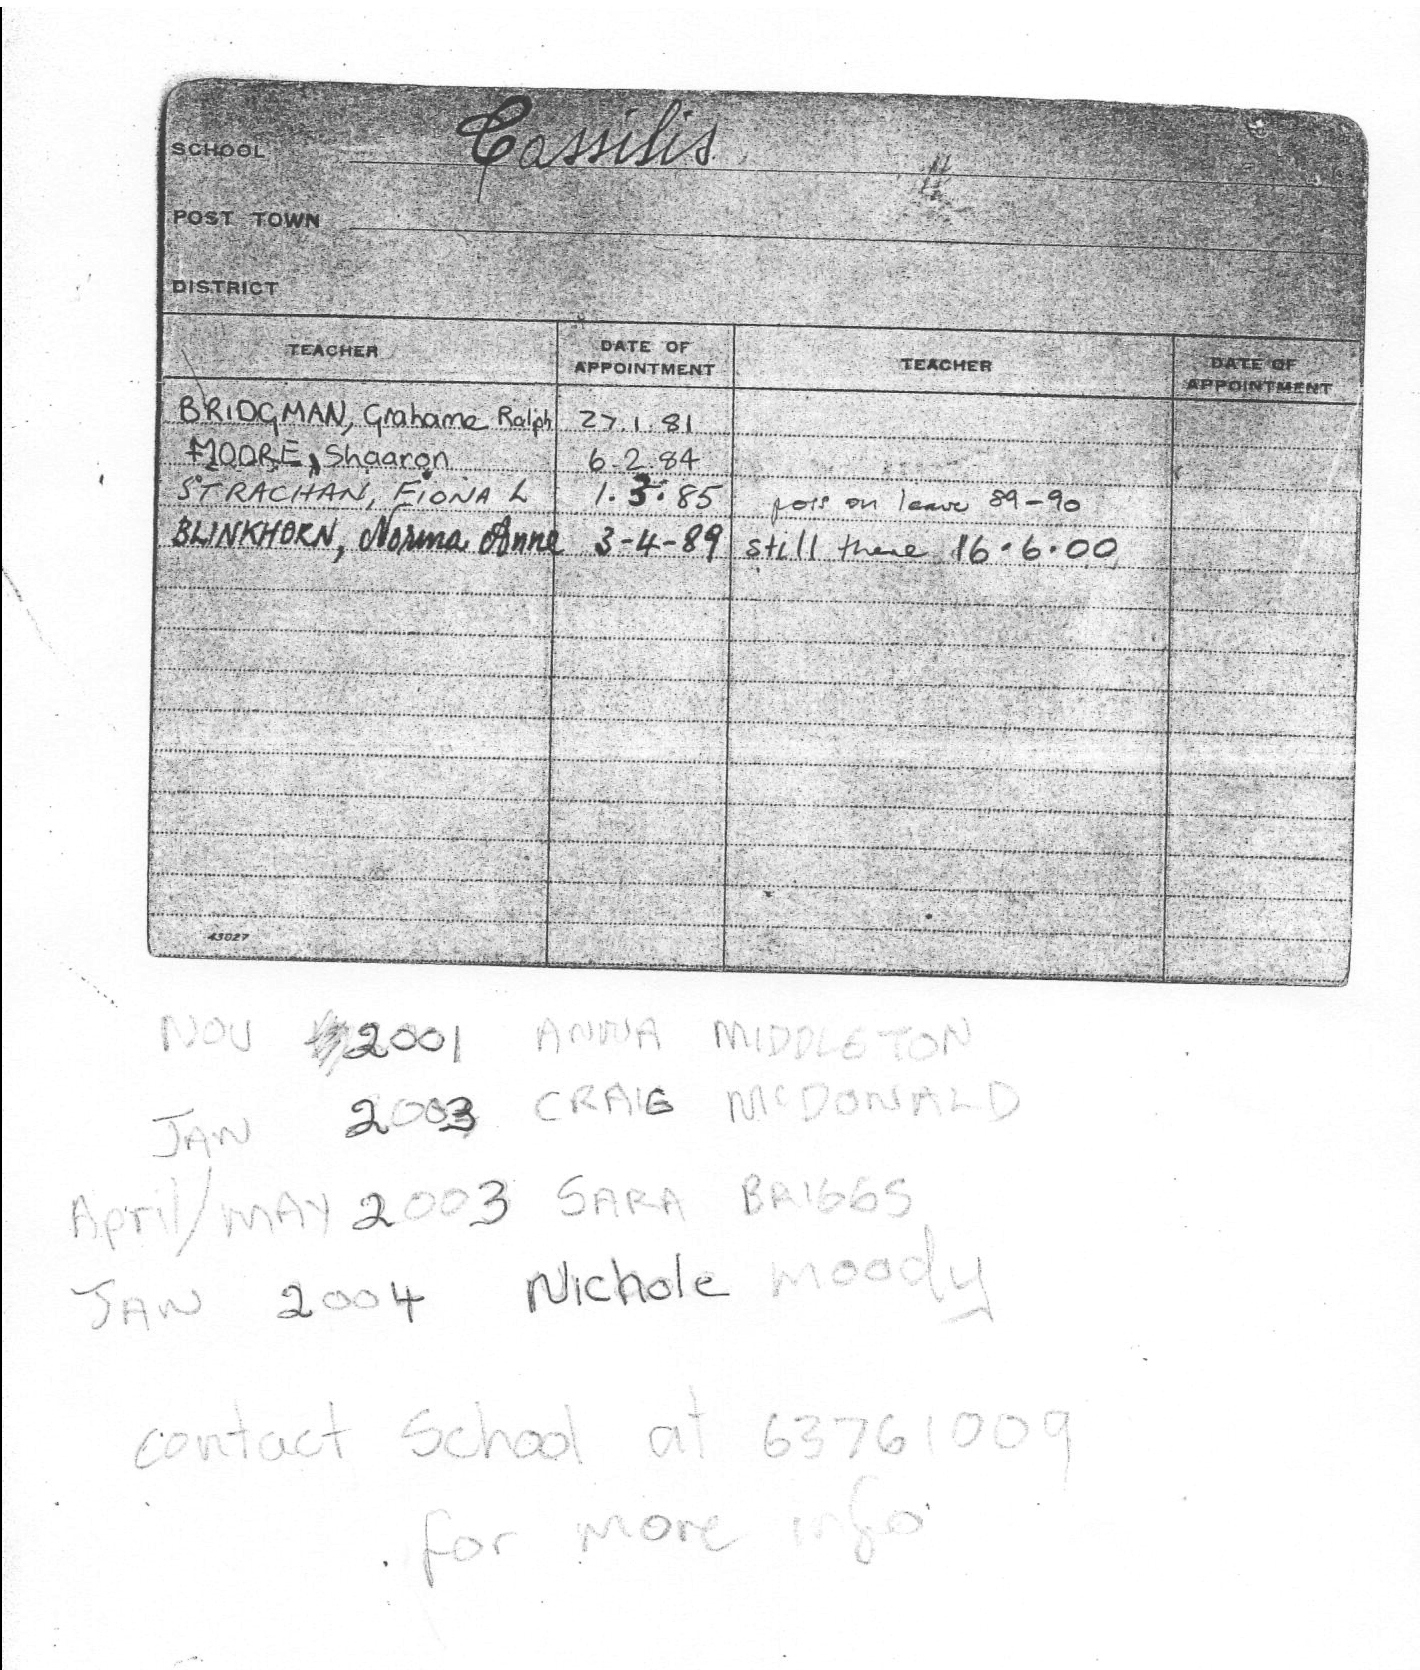 SCHOOL Cassilis
POST TOWN
DISTRICT
TEACHER DATE OF APPOINTMENT TEACHER DATE OF APPOINTMENT
BRIDGMAN, Grahame Ralph 27.1.81
MOORE, Shaaron 6.2.84
STRACHAN, FIONA L 1.3.85 poss on leave 89-90
BLINKHORN, Norma Anne 3-4-89 still there 16.6.00
43027
NOV 2001 ANNA MIDDLETON
JAN 2003 CRAIG McDONALD
April/MAY 2003 SARA BRIGGS
JAN 2004 Nichole moody
contact School at 63761009
for more info